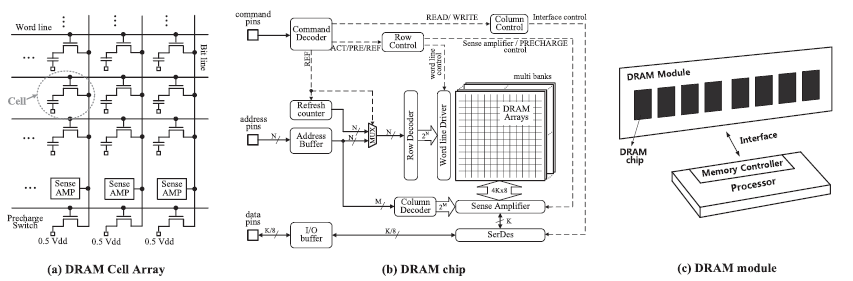 Word line
Bit line
Cell
Sense
AMP
Sense
AMP
Sense
AMP
Precharge
Switch
0.5 Vdd
0.5 Vdd
0.5 Vdd
(a) DRAM Cell Array
command
pins
Command
Decoder
READ/ WRITE
Column
Control
Interface control
ACT/PRE/REF
Row
Control
Sense amplifier / PRECHARGE
control
REF
word line
control
multi banks
Refresh
counter
address
pins
N
Address
Buffer
N
N
MUX
N
Row Decoder
2^N
Word line Driver
DRAM
Arrays
4Kx8
M
Column
Decoder
2^M
Sense Amplifier
K
data
pins
K/8
I/O
buffer
K/8
SerDes
(b) DRAM chip
DRAM Module
DRAM
chip
Interface
Memory Controller
Processor
(c) DRAM module